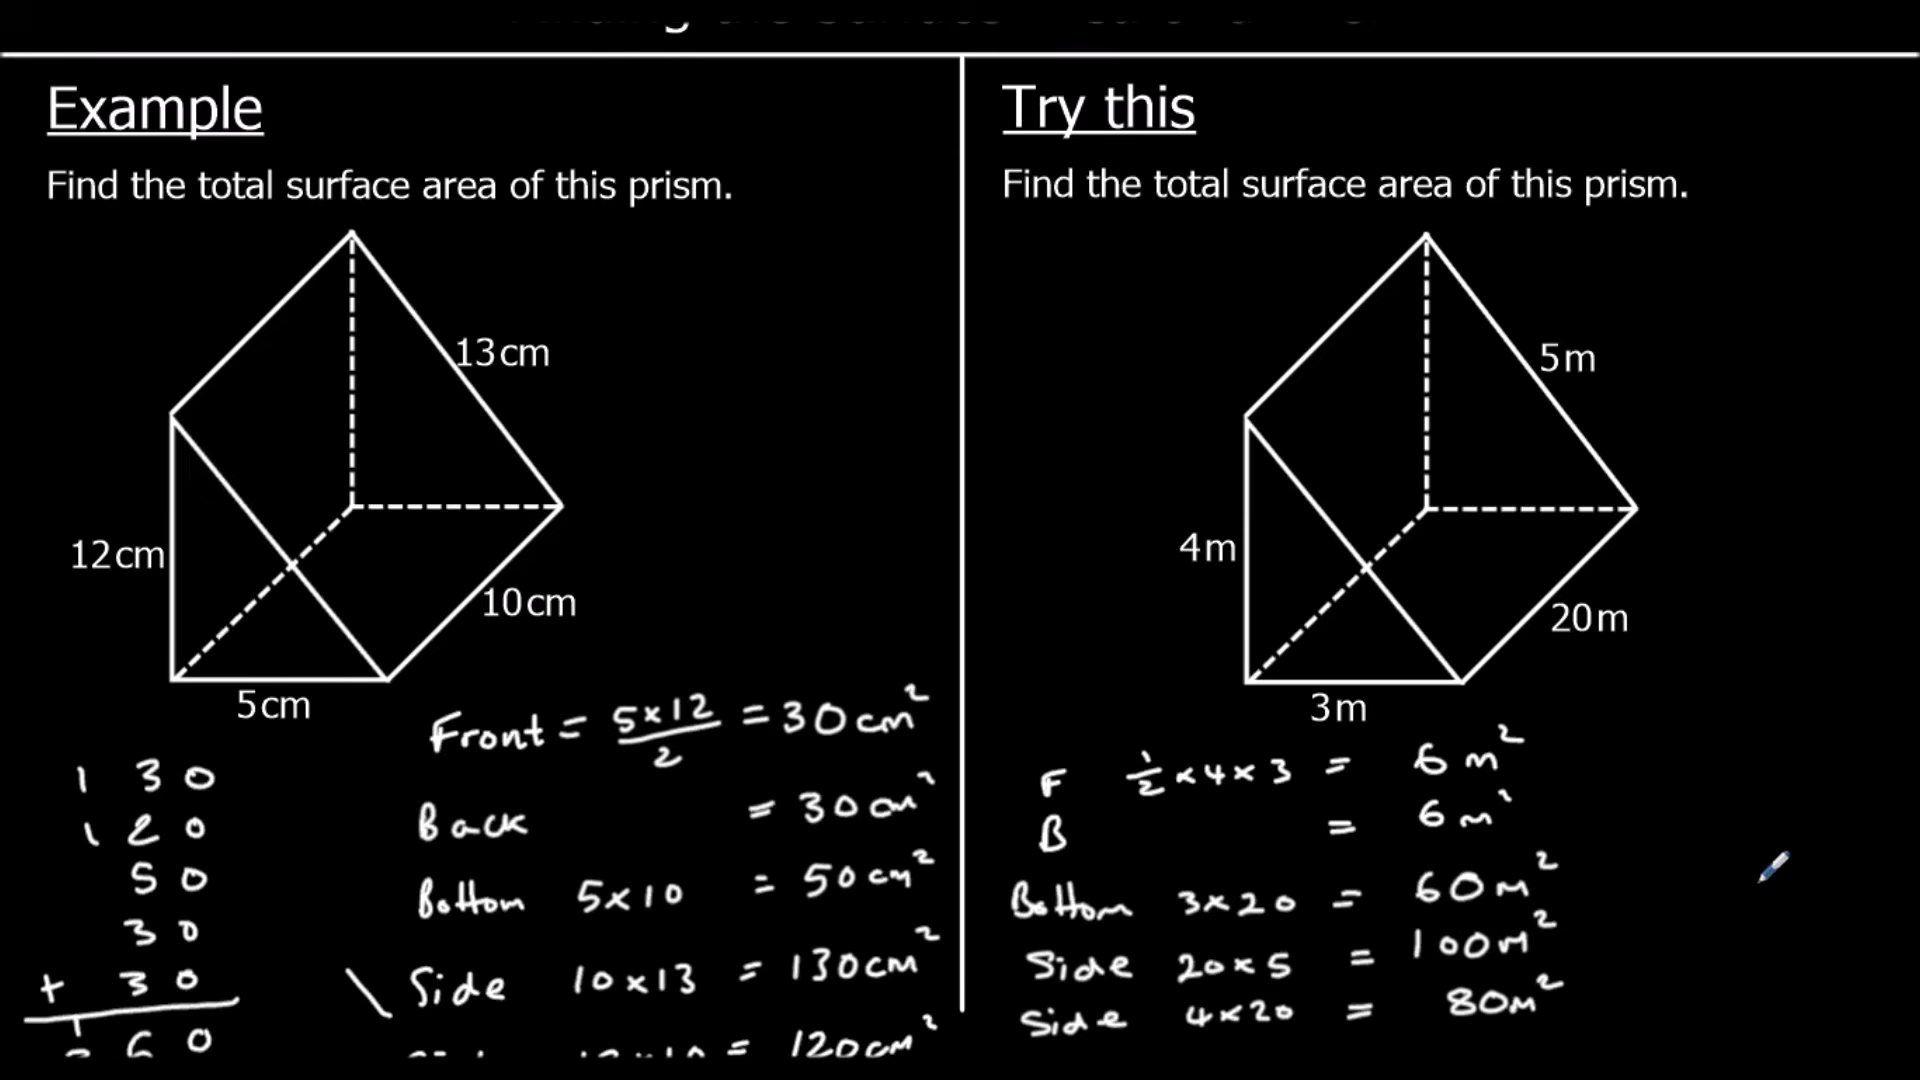 Example
Find the total surface area of this prism.
13cm
12cm
10cm
5cm
Front = 5×12/2 = 30cm²
Back = 30cm²
Bottom 5×10 = 50cm²
\ Side 10×13 = 130cm²
= 120cm²
130
120
50
30
+ 30
60
Try this
Find the total surface area of this prism.
5m
4m
20m
3m
F ½×4×3 = 6m²
B = 6m²
Bottom 3×20 = 60m²
Side 20×5 = 100m²
Side 4×20 = 80m²